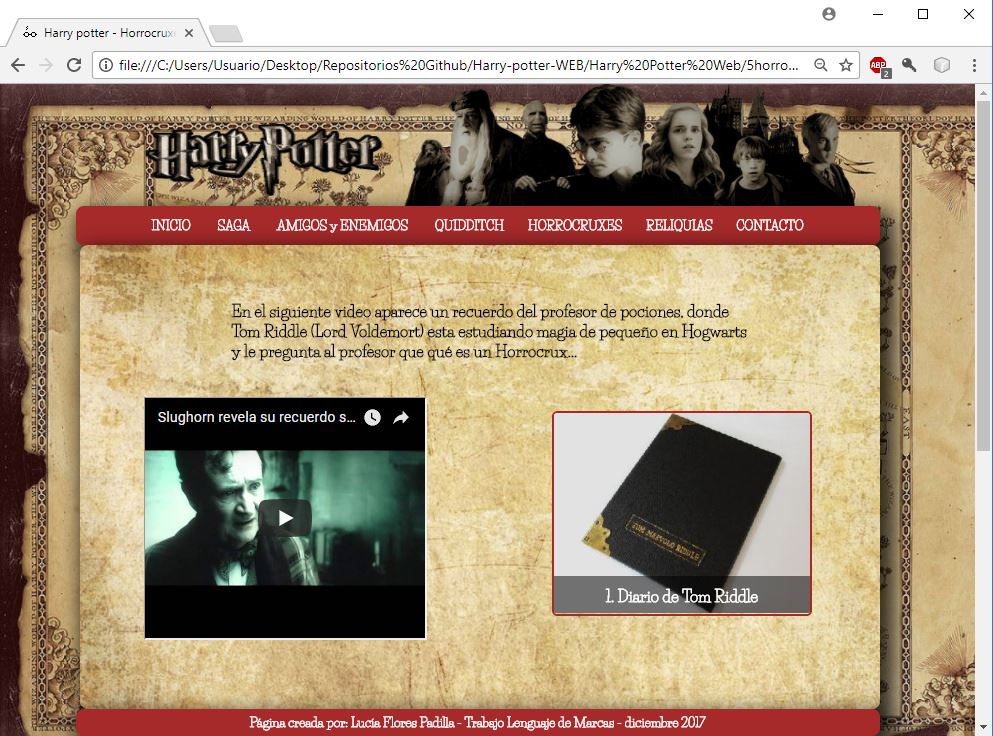 Harry potter - Horrocruxe
file:///C:/Users/Usuario/Desktop/Repositorios%20Github/Harry-potter-WEB/Harry%20Potter%20Web/5horro...
ABP
2
Harry Potter
INICIO SAGA AMIGOS y ENEMIGOS QUIDDITCH HORROCRUXES RELIQUIAS CONTACTO
En el siguiente video aparece un recuerdo del profesor de pociones, donde
Tom Riddle (Lord Voldemort) esta estudiando magia de pequeño en Hogwarts
y le pregunta al profesor que qué es un Horrocrux...
Slughorn revela su recuerdo s...
TOM MARVOLO RIDDLE
1. Diario de Tom Riddle
Página creada por: Lucía Flores Padilla - Trabajo Lenguaje de Marcas - diciembre 2017